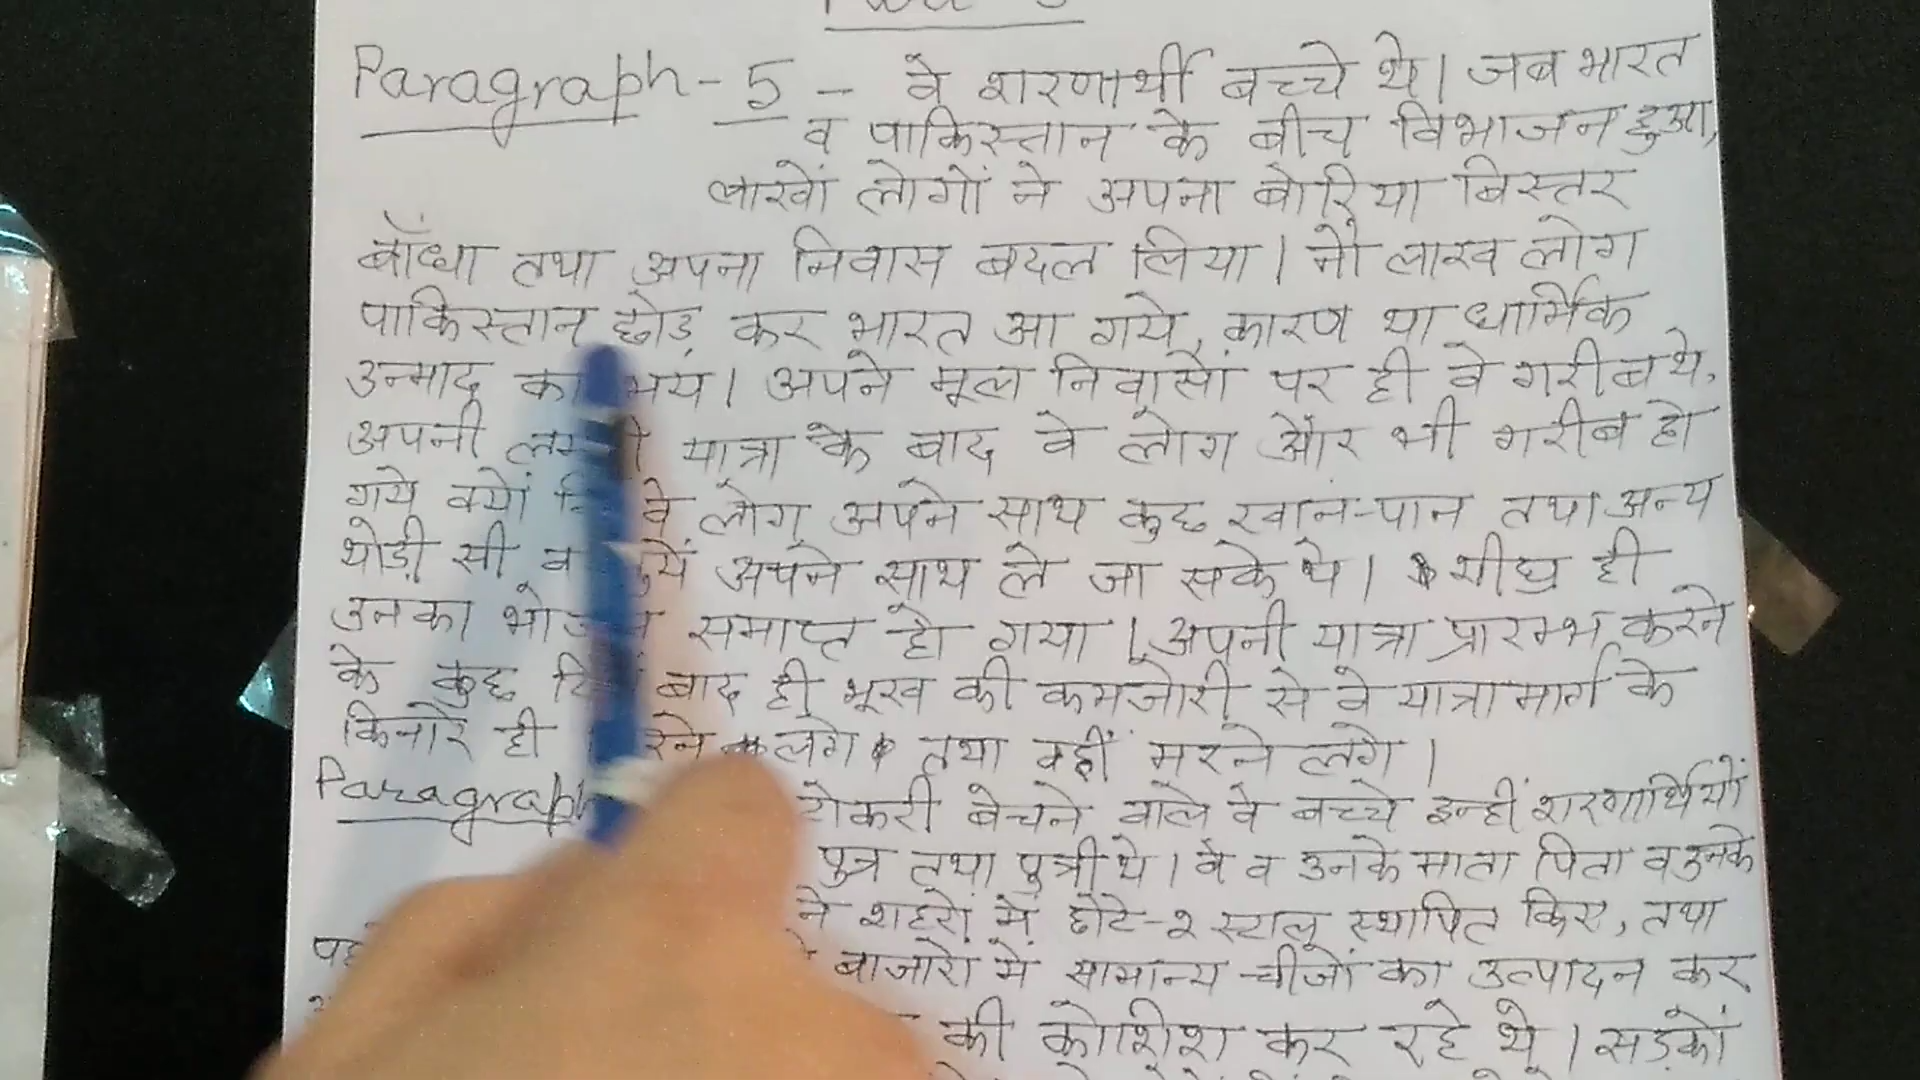 Paragraph - 5 - वे शरणार्थी बच्चे थे। जब भारत
व पाकिस्तान के बीच विभाजन हुआ,
लाखों लोगों ने अपना बोरिया बिस्तर
बाँधा तथा अपना निवास बदल लिया। नौ लाख लोग
पाकिस्तान छोड़ कर भारत आ गये, कारण था धार्मिक
उन्माद का भय। अपने मूल निवासों पर ही वे गरीब थे,
अपनी यात्रा के बाद वे लोग और भी गरीब हो
गये क्यों वे लोग अपने साथ कुछ खान-पान तथा अन्य
थोड़ी सी अपने साथ ले जा सके थे। शीघ्र ही
उनका समाप्त हो गया। अपनी यात्रा प्रारम्भ करने
के कुछ बाद ही भूख की कमजोरी से वे यात्रा मार्ग के
किनारे ही लगे तथा वहीं मरने लगे।
Paragraph टोकरी बेचने वाले वे बच्चे इन्हीं शरणार्थियों
पुत्र तथा पुत्री थे। वे व उनके माता पिता व उनके
ने शहरों में छोटे-२ स्टाल स्थापित किए, तथा
बाजारों में सामान्य चीजों का उत्पादन कर
की कोशिश कर रहे थे। सड़कों